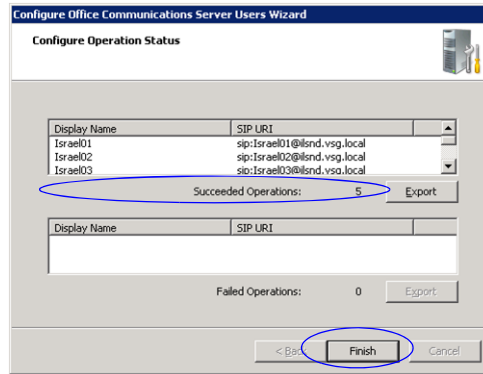 Configure Office Communications Server Users Wizard
Configure Operation Status
Display Name SIP URI
Israel01 sip:Israel01@ilsnd.vsg.local
Israel02 sip:Israel02@ilsnd.vsg.local
Israel03 sip:Israel03@ilsnd.vsg.local
Succeeded Operations: 5 Export
Display Name SIP URI
Failed Operations: 0 Export
< Back Finish Cancel